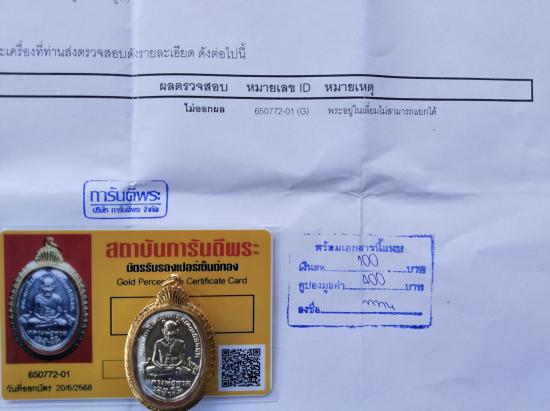 ะเครื่องที่ท่านส่งตรวจสอบดังรายละเอียด ดังต่อไปนี้
ผลตรวจสอบ หมายเลข ID หมายเหตุ
ไม่ออกผล 650772-01 (G) พระอยู่ในเลี่ยมไม่สามารถแยกได้
การันตีพระ
บริษัท การันตีพระ จำกัด
สถาบันการันตีพระ
บัตรรับรองเปอร์เซ็นต์ทอง
Gold Certificate Card
650772-01
วันที่ออกบัตร 20/6/2568
พร้อมเอกสารนี้แนบ
เงินสด 100 บาท
คูปองมูลค่า 400 บาท
ลงชื่อ